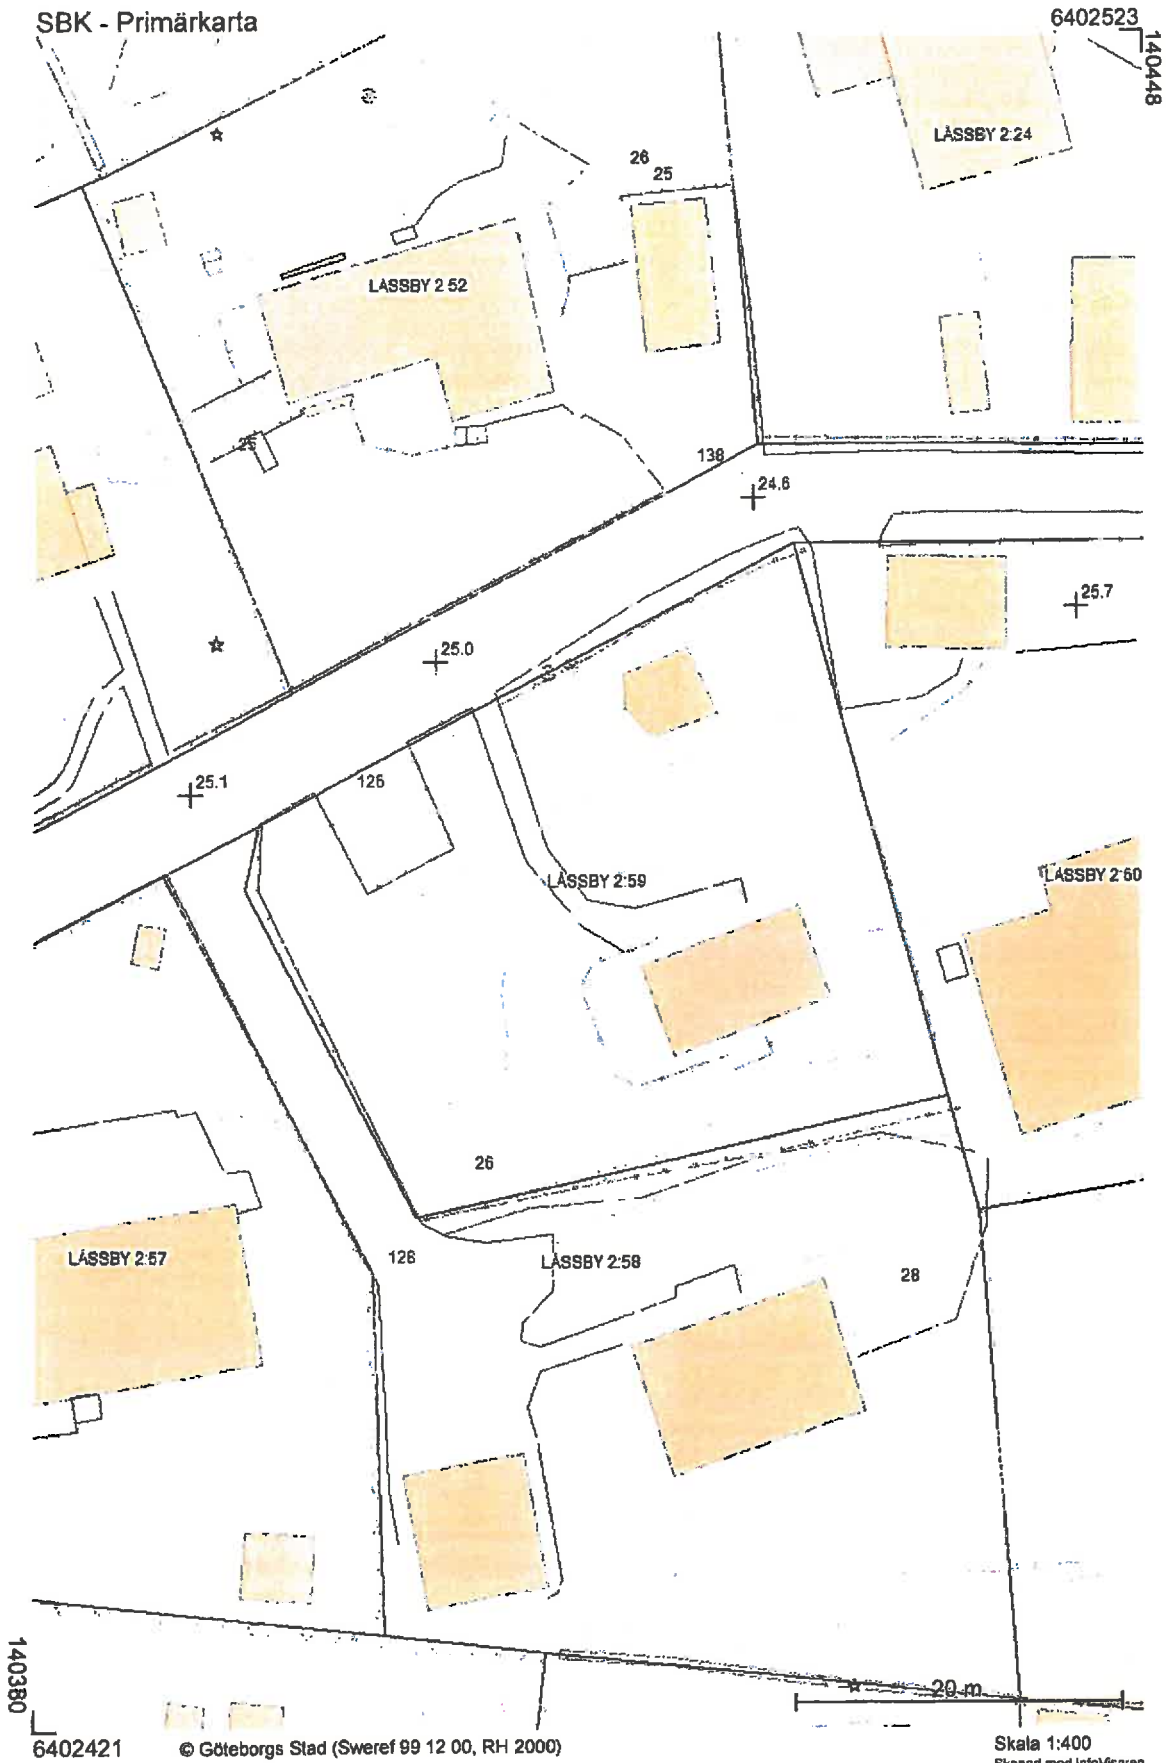 SBK - Primärkarta
6402523
140448
LÅSSBY 2:24
26
25
LÅSSBY 2:52
138
24.6
25.7
25.0
25.1
126
LÅSSBY 2:59
LÅSSBY 2:60
26
LÅSSBY 2:57
126
LÅSSBY 2:58
28
140380
20 m
6402421
© Göteborgs Stad (Sweref 99 12 00, RH 2000)
Skala 1:400